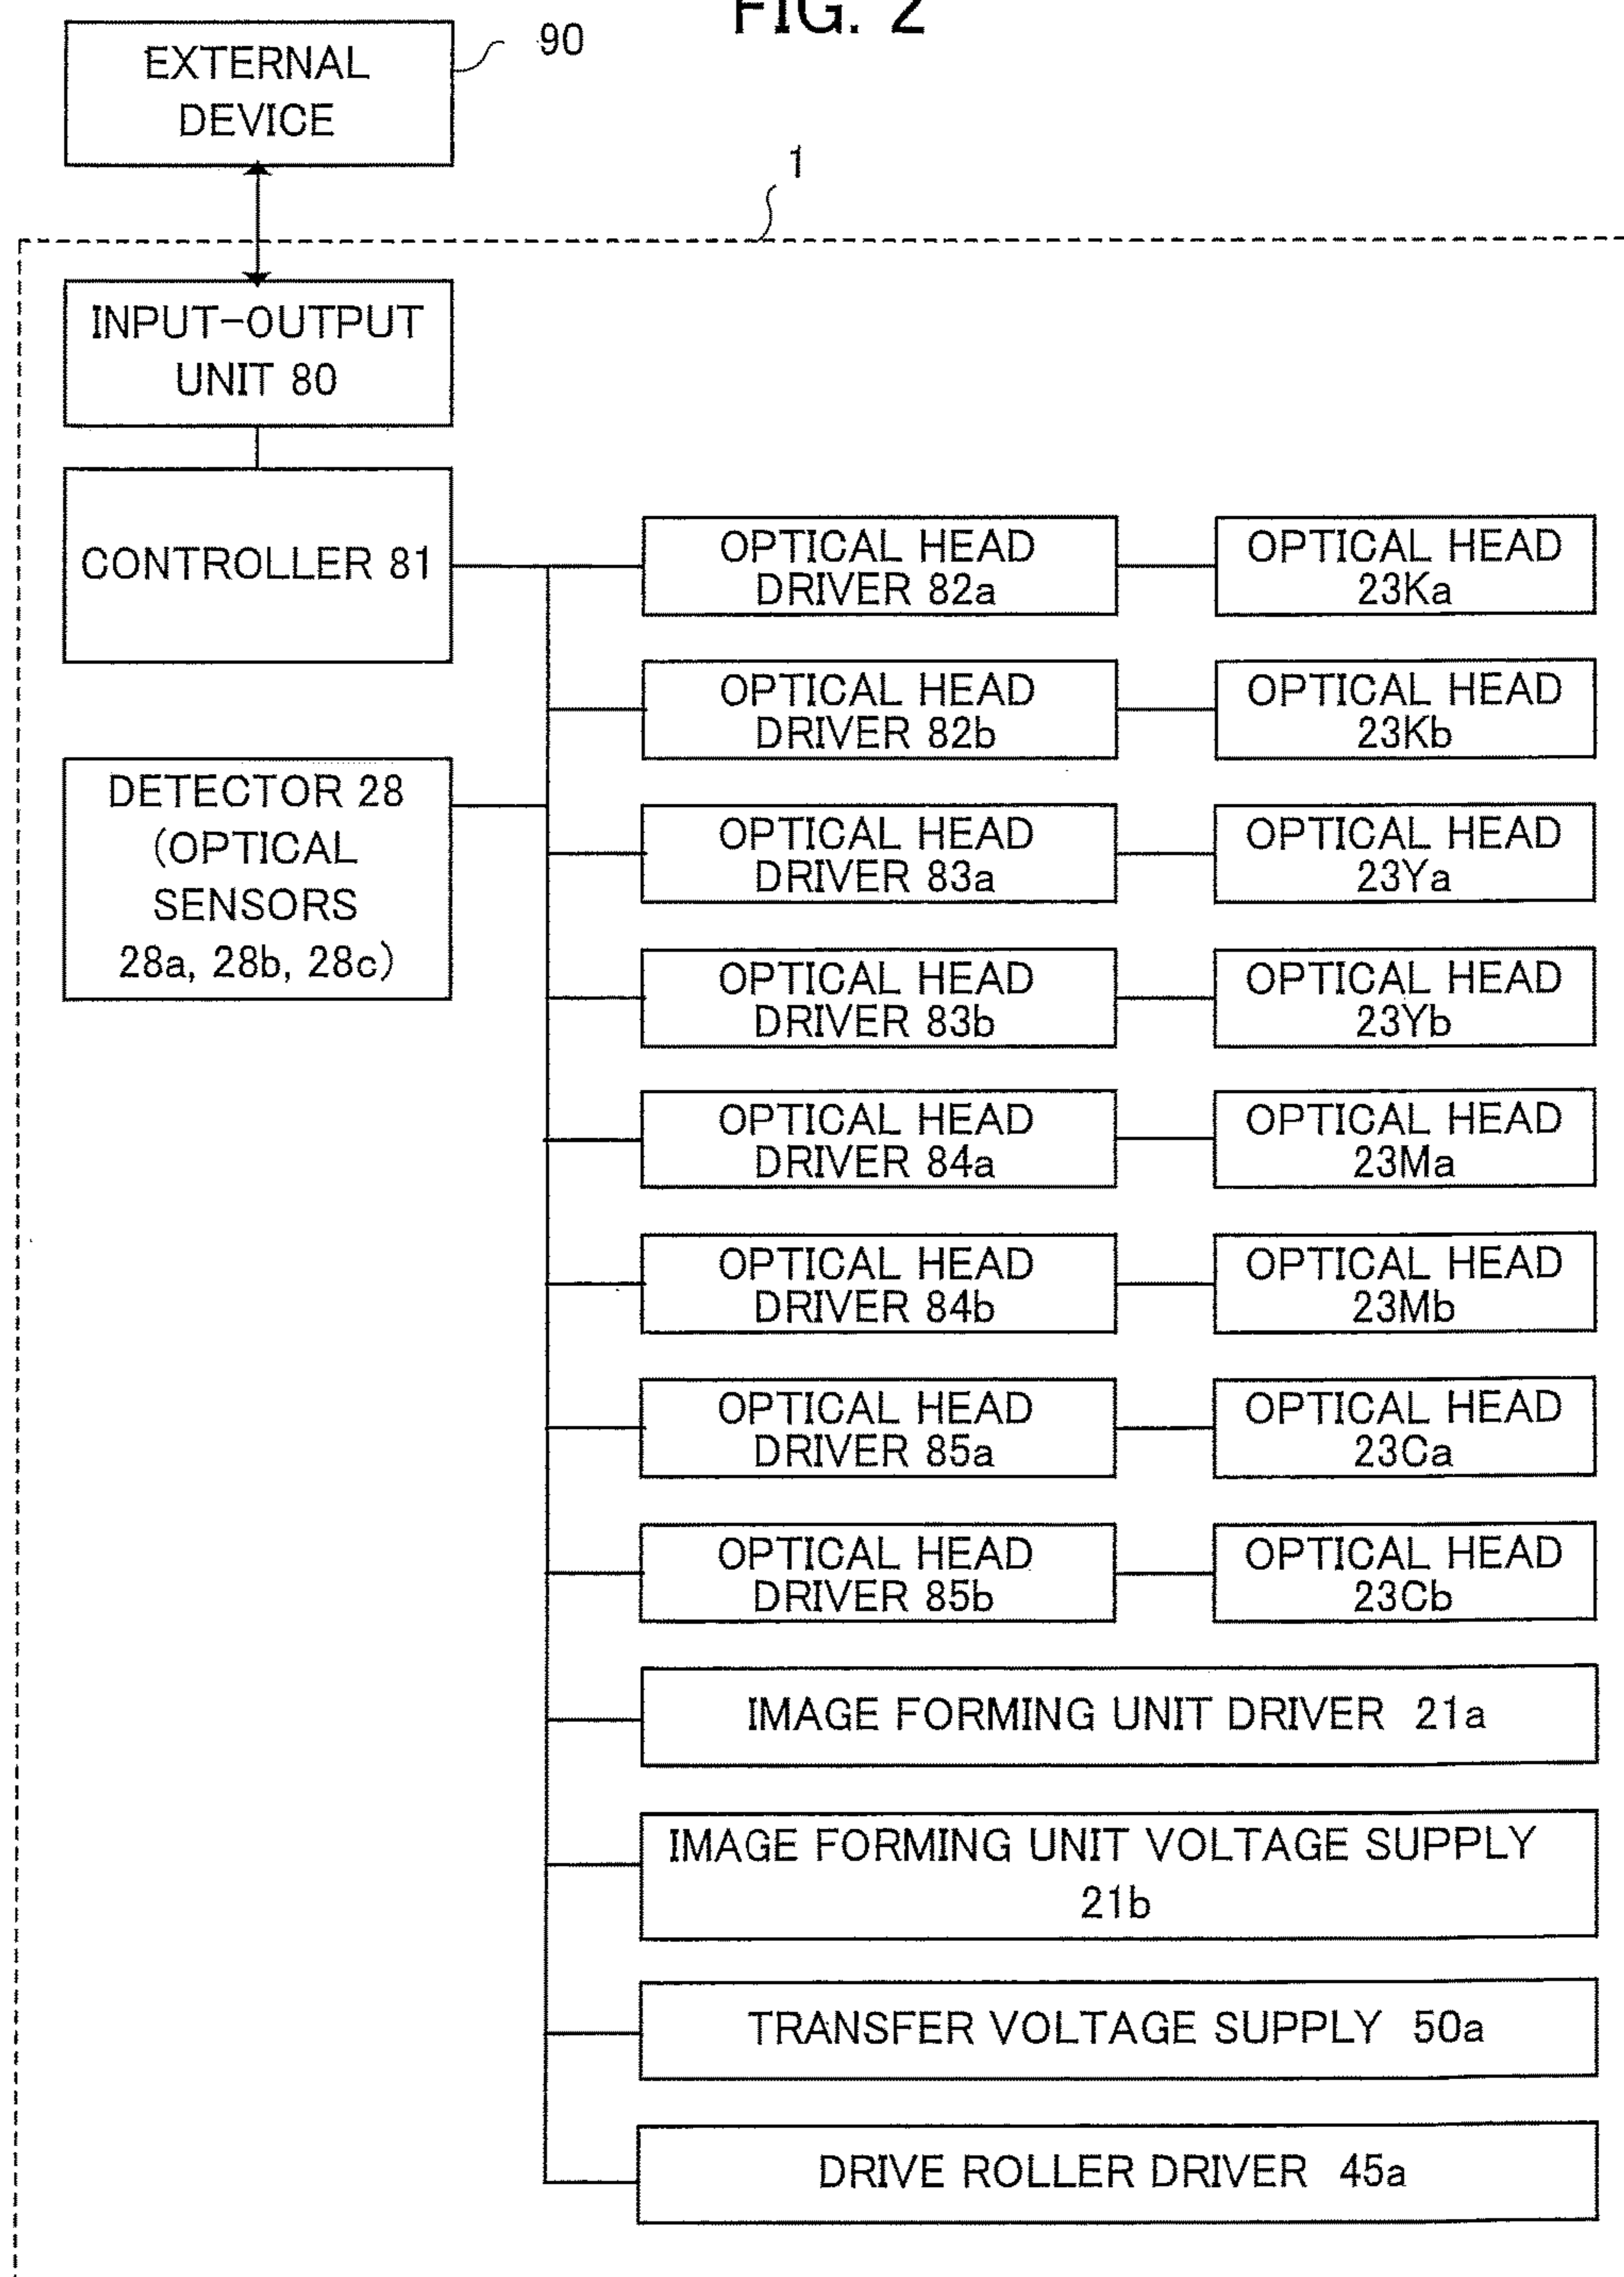 FIG. 2
EXTERNAL
DEVICE
90
1
INPUT-OUTPUT
UNIT 80
CONTROLLER 81
DETECTOR 28
(OPTICAL
SENSORS
28a, 28b, 28c)
OPTICAL HEAD
DRIVER 82a
OPTICAL HEAD
23Ka
OPTICAL HEAD
DRIVER 82b
OPTICAL HEAD
23Kb
OPTICAL HEAD
DRIVER 83a
OPTICAL HEAD
23Ya
OPTICAL HEAD
DRIVER 83b
OPTICAL HEAD
23Yb
OPTICAL HEAD
DRIVER 84a
OPTICAL HEAD
23Ma
OPTICAL HEAD
DRIVER 84b
OPTICAL HEAD
23Mb
OPTICAL HEAD
DRIVER 85a
OPTICAL HEAD
23Ca
OPTICAL HEAD
DRIVER 85b
OPTICAL HEAD
23Cb
IMAGE FORMING UNIT DRIVER 21a
IMAGE FORMING UNIT VOLTAGE SUPPLY
21b
TRANSFER VOLTAGE SUPPLY 50a
DRIVE ROLLER DRIVER 45a